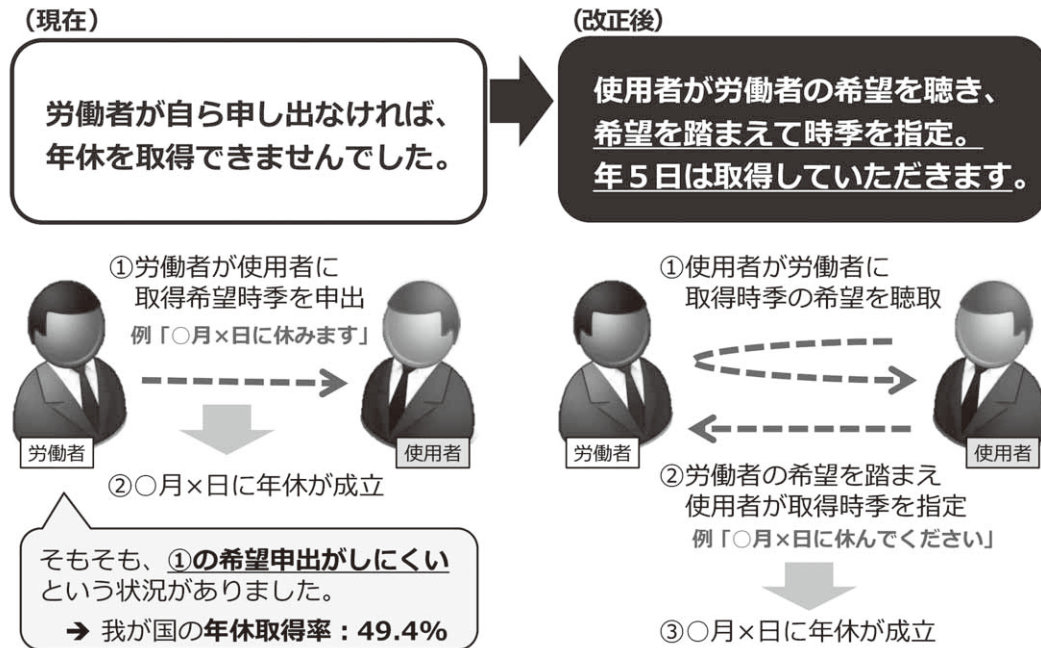 (現在)
労働者が自ら申し出なければ、
年休を取得できませんでした。
①労働者が使用者に
取得希望時季を申出
例「○月×日に休みます」
労働者
使用者
②○月×日に年休が成立
そもそも、①の希望申出がしにくい
という状況がありました。
➔ 我が国の年休取得率：49.4%
(改正後)
使用者が労働者の希望を聴き、
希望を踏まえて時季を指定。
年５日は取得していただきます。
①使用者が労働者に
取得時季の希望を聴取
労働者
使用者
②労働者の希望を踏まえ
使用者が取得時季を指定
例「○月×日に休んでください」
③○月×日に年休が成立